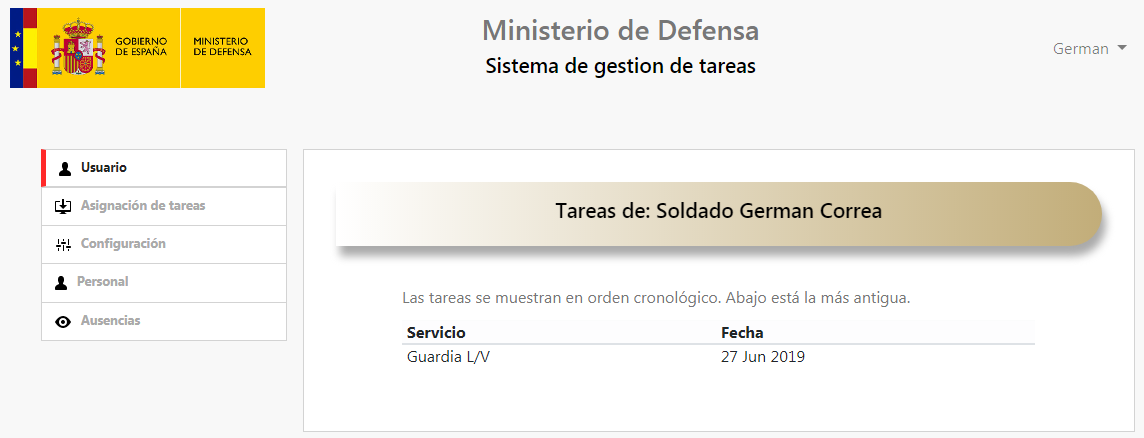 GOBIERNO
DE ESPAÑA
MINISTERIO
DE DEFENSA
Ministerio de Defensa
Sistema de gestion de tareas
German
Usuario
Asignación de tareas
Configuración
Personal
Ausencias
Tareas de: Soldado German Correa
Las tareas se muestran en orden cronológico. Abajo está la más antigua.
Servicio Fecha
Guardia L/V 27 Jun 2019